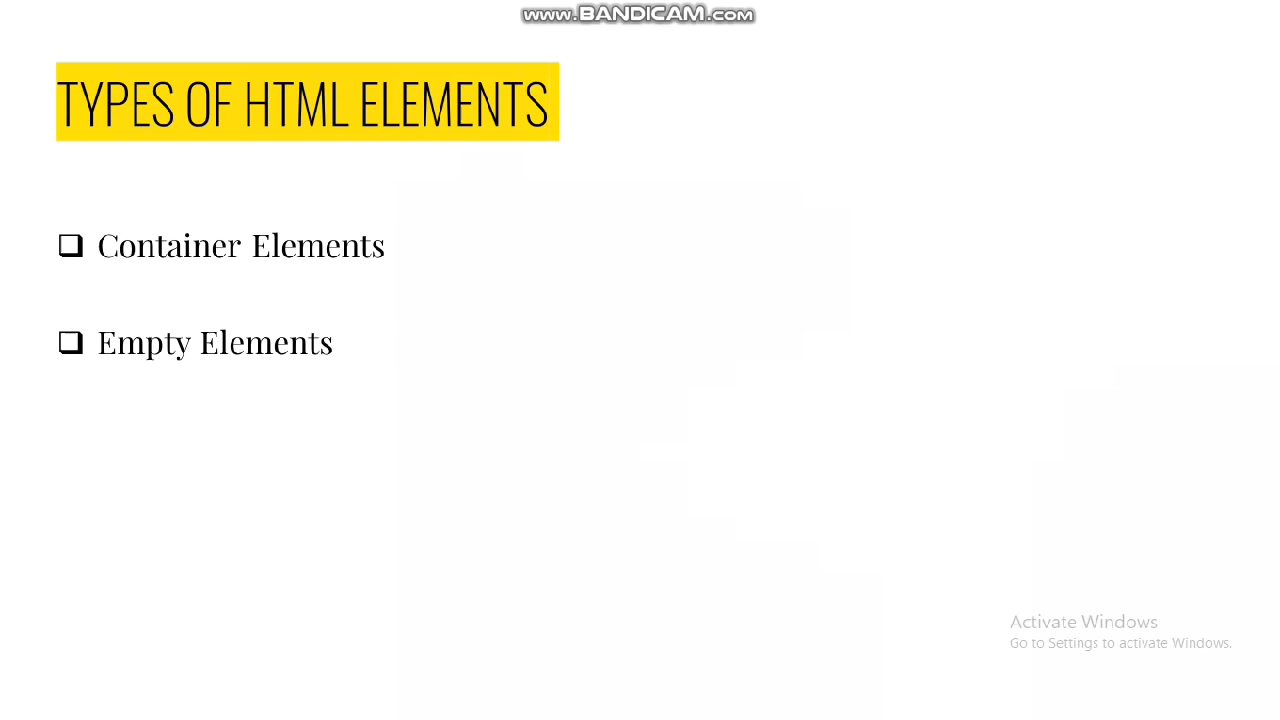 www.BANDICAM.com
TYPES OF HTML ELEMENTS
❑ Container Elements
❑ Empty Elements
Activate Windows
Go to Settings to activate Windows.